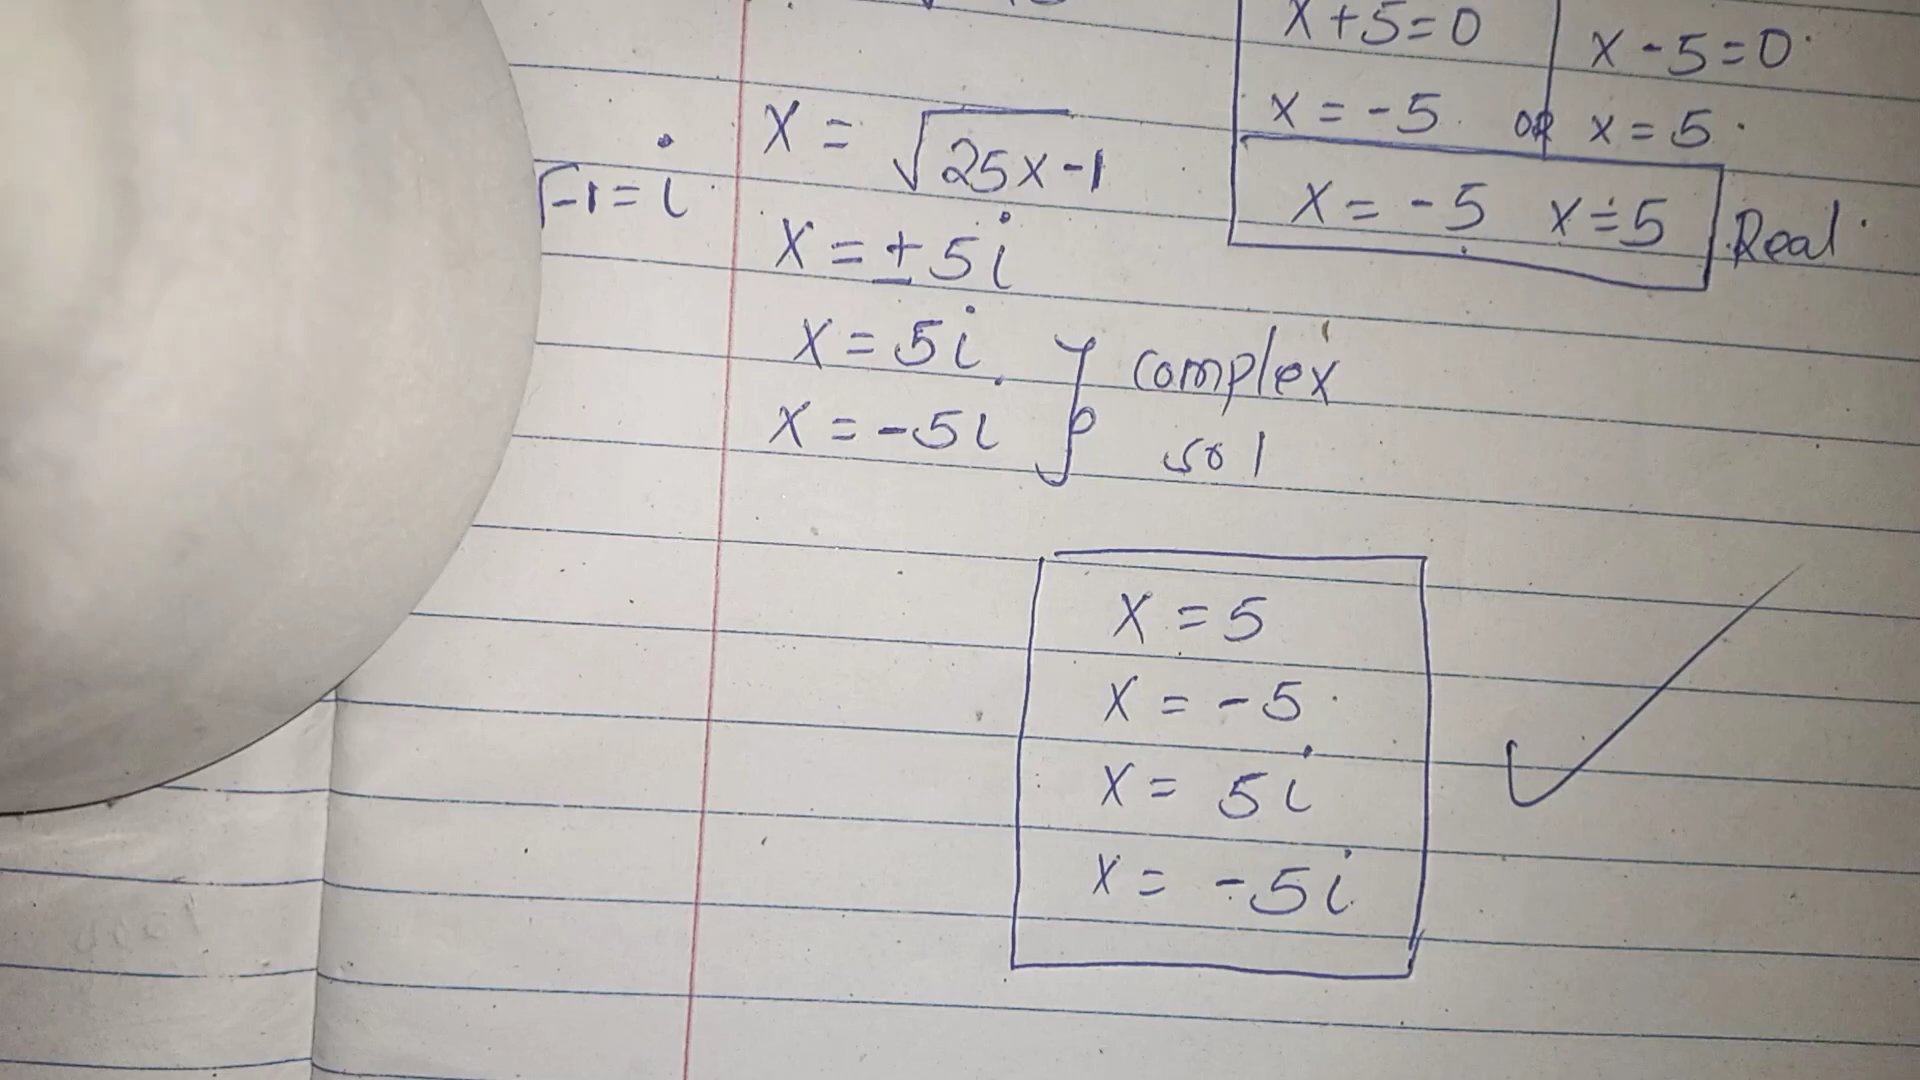 x+5=0
x-5=0
x=-5 or x=5
x=-5 x=5 Real
x=√25x-1
√-1=i
x=±5i
x=5i
x=-5i
complex
sol
x=5
x=-5
x=5i
x=-5i